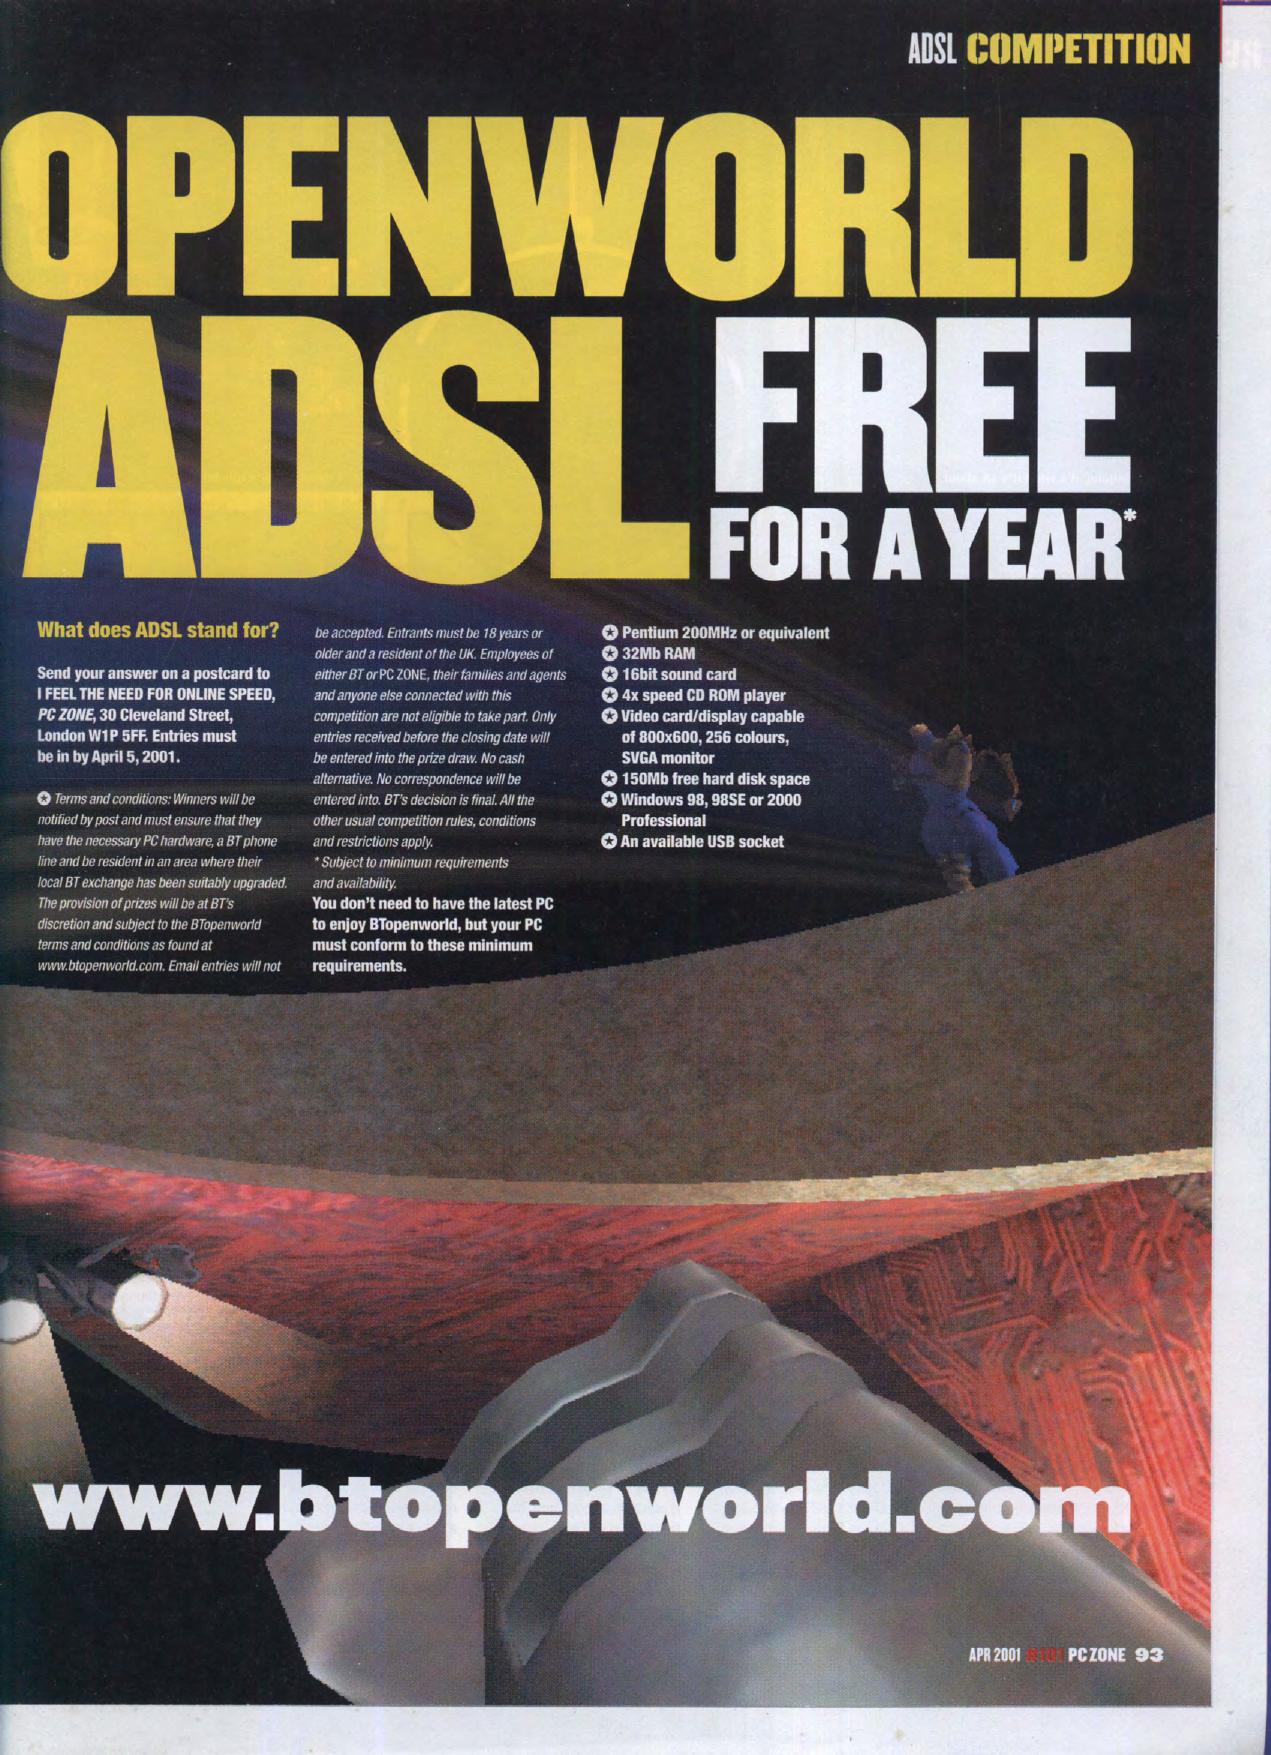 ADSL COMPETITION
OPENWORLD
ADSL FREE
FOR A YEAR*
What does ADSL stand for?
Send your answer on a postcard to
I FEEL THE NEED FOR ONLINE SPEED,
PC ZONE, 30 Cleveland Street,
London W1P 5FF. Entries must
be in by April 5, 2001.
Terms and conditions: Winners will be
notified by post and must ensure that they
have the necessary PC hardware, a BT phone
line and be resident in an area where their
local BT exchange has been suitably upgraded.
The provision of prizes will be at BT's
discretion and subject to the BTopenworld
terms and conditions as found at
www.btopenworld.com. Email entries will not
be accepted. Entrants must be 18 years or
older and a resident of the UK. Employees of
either BT or PC ZONE, their families and agents
and anyone else connected with this
competition are not eligible to take part. Only
entries received before the closing date will
be entered into the prize draw. No cash
alternative. No correspondence will be
entered into. BT's decision is final. All the
other usual competition rules, conditions
and restrictions apply.
* Subject to minimum requirements
and availability.
You don't need to have the latest PC
to enjoy BTopenworld, but your PC
must conform to these minimum
requirements.
Pentium 200MHz or equivalent
32Mb RAM
16bit sound card
4x speed CD ROM player
Video card/display capable
of 800x600, 256 colours,
SVGA monitor
150Mb free hard disk space
Windows 98, 98SE or 2000
Professional
An available USB socket
www.btopenworld.com
APR 2001 #101 PC ZONE 93